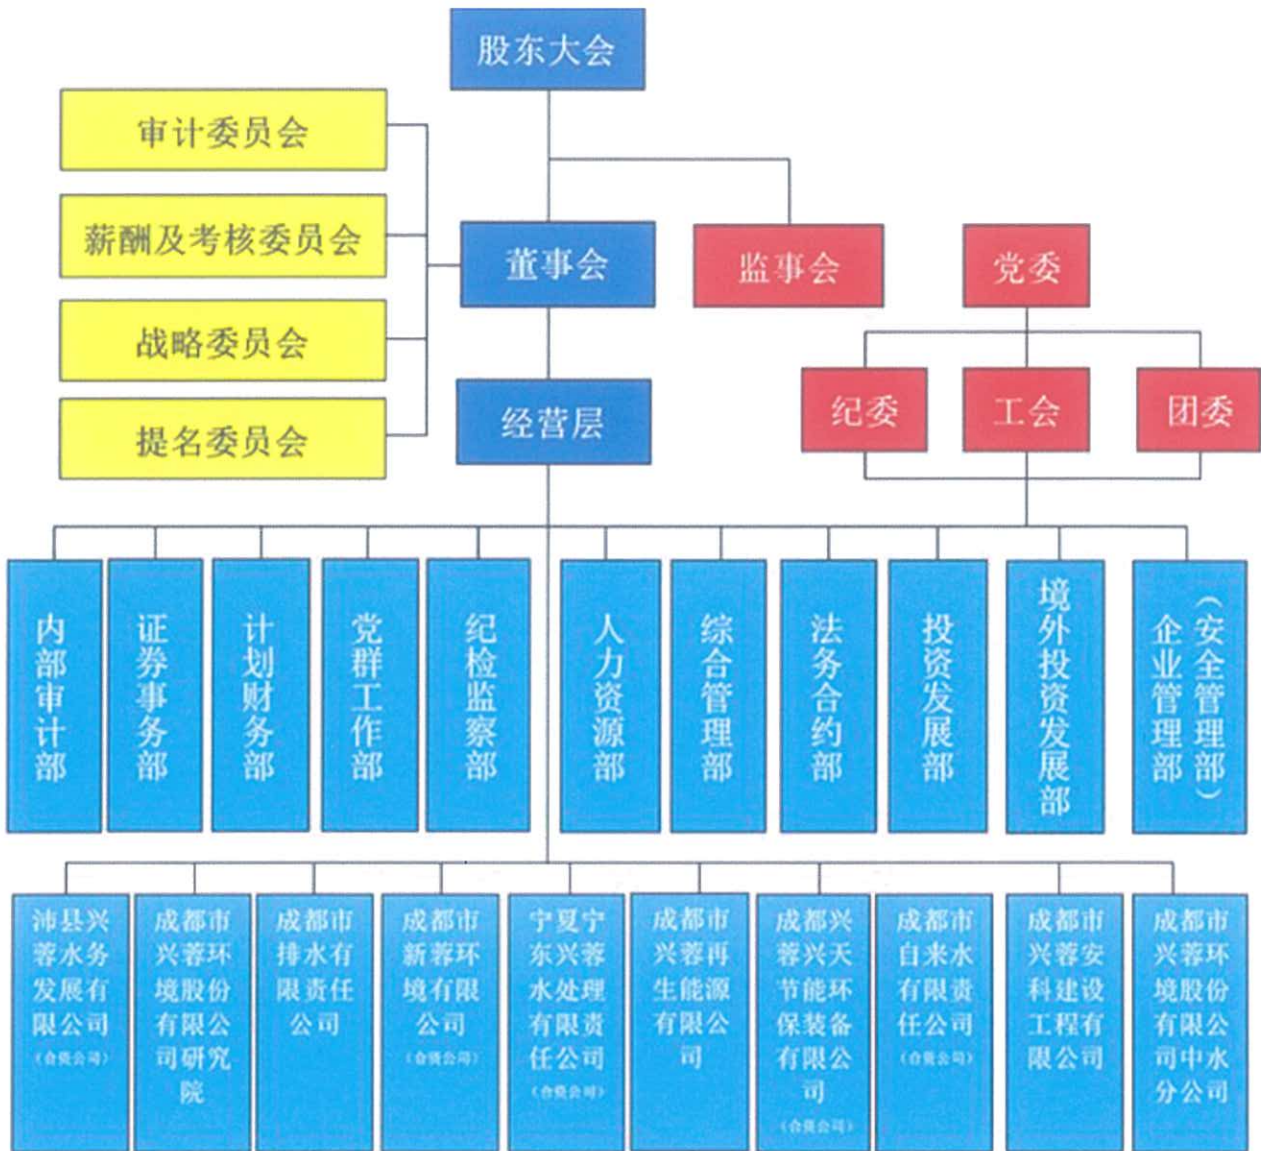 股东大会
审计委员会
薪酬及考核委员会
战略委员会
提名委员会
董事会
监事会
党委
经营层
纪委
工会
团委
内部审计部
证券事务部
计划财务部
党群工作部
纪检监察部
人力资源部
综合管理部
法务合约部
投资发展部
境外投资发展部
(安全管理部)
企业管理部
沛县兴
蓉水务
发展有
限公司
(合资公司)
成都市
兴蓉环
境股份
有限公
司研究
院
成都市
排水有
限责任
公司
成都市
新蓉环
境有限
公司
(合资公司)
宁夏宁
东兴蓉
水处理
有限责
任公司
(合资公司)
成都市
兴蓉再
生能源
有限公
司
成都兴
蓉兴天
节能环
保装备
有限公
司
(合资公司)
成都市
自来水
有限责
任公司
(合资公司)
成都市
兴蓉安
科建设
工程有
限公司
成都市
兴蓉环
境股份
有限公
司中水
分公司